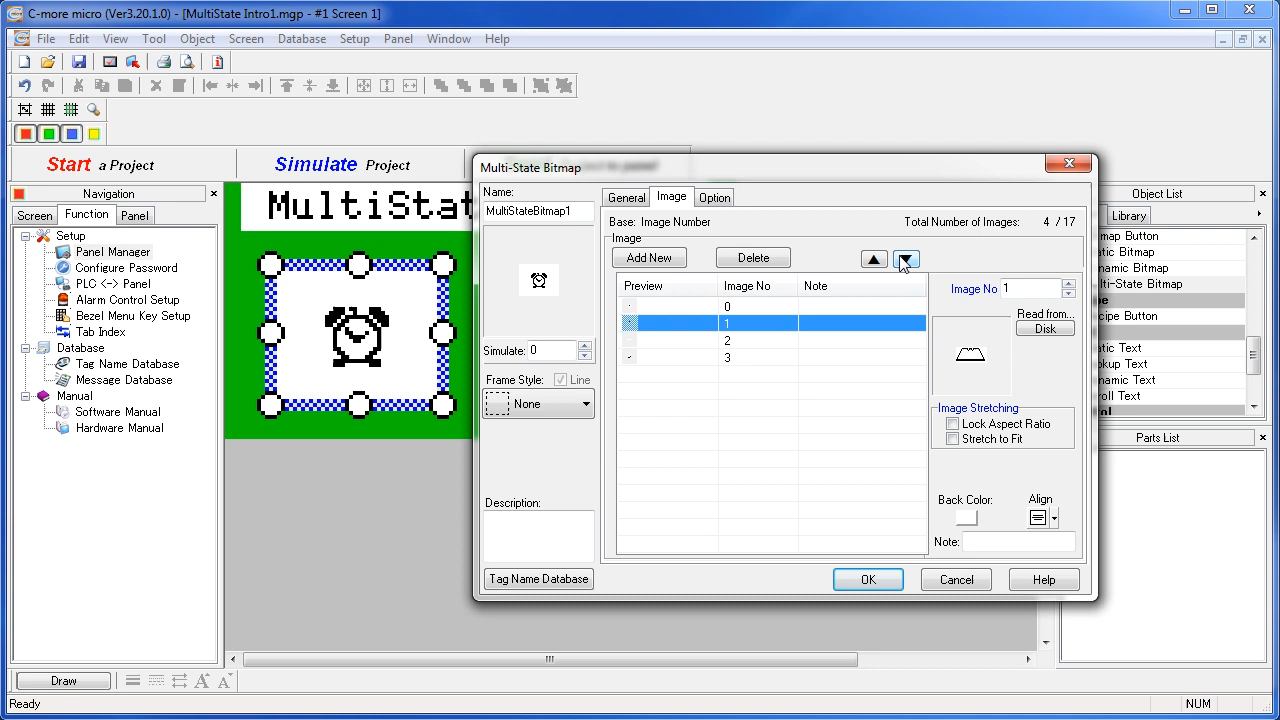 C-more micro (Ver3.20.1.0) - [MultiState Intro1.mgp - #1 Screen 1]
File Edit View Tool Object Screen Database Setup Panel Window Help
Start a Project
Simulate Project
Navigation
Screen Function Panel
Setup
Panel Manager
Configure Password
PLC <-> Panel
Alarm Control Setup
Bezel Menu Key Setup
Tab Index
Database
Tag Name Database
Message Database
Manual
Software Manual
Hardware Manual
MultiStat
Multi-State Bitmap
Name:
MultiStateBitmap1
Simulate: 0
Frame Style: Line
None
Description:
Tag Name Database
General Image Option
Base: Image Number
Total Number of Images: 4 / 17
Image
Add New Delete
Preview Image No Note
0
1
2
3
Image No 1
Read from...
Disk
Image Stretching
Lock Aspect Ratio
Stretch to Fit
Back Color: Align
Note:
OK Cancel Help
Object List
Library
map Button
atic Bitmap
namic Bitmap
ulti-State Bitmap
pe
cipe Button
atic Text
okup Text
namic Text
roll Text
rol
Parts List
Draw
Ready
NUM